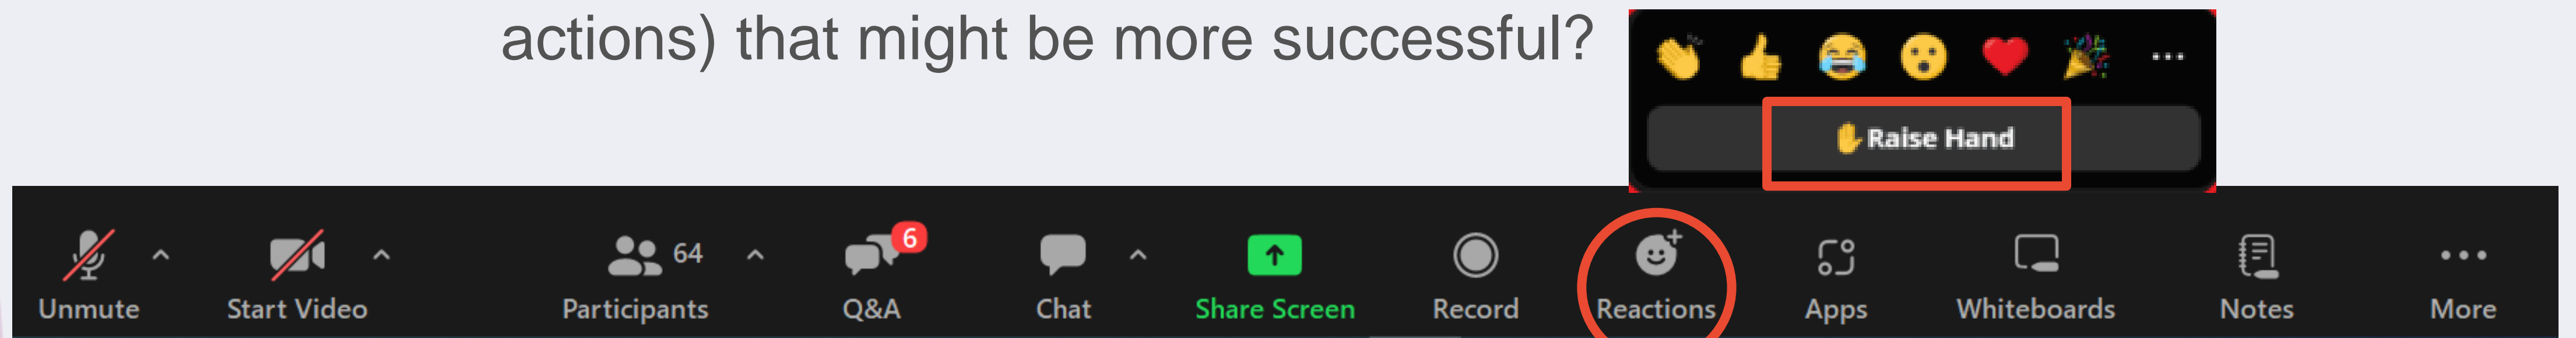 actions) that might be more successful?
Raise Hand
64
6
Unmute
Start Video
Participants
Q&A
Chat
Share Screen
Record
Reactions
Apps
Whiteboards
Notes
More